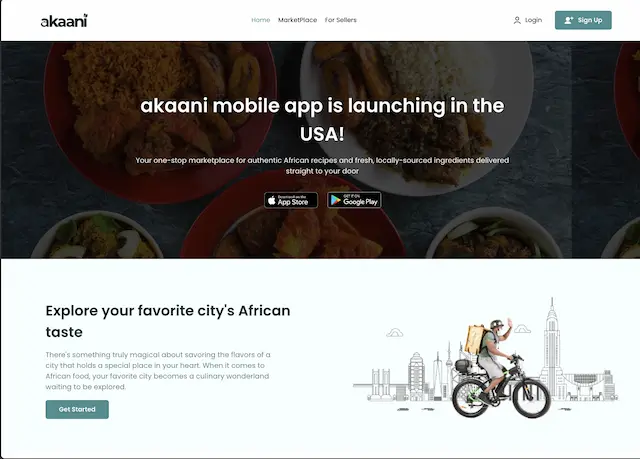 akaani
Home MarketPlace For Sellers Login Sign Up
akaani mobile app is launching in the
USA!
Your one-stop marketplace for authentic African recipes and fresh, locally-sourced ingredients delivered
straight to your door
Download on the
App Store
GET IT ON
Google Play
Explore your favorite city's African
taste
There's something truly magical about savoring the flavors of a
city that holds a special place in your heart. When it comes to
African food, your favorite city becomes a culinary wonderland
waiting to be explored.
Get Started